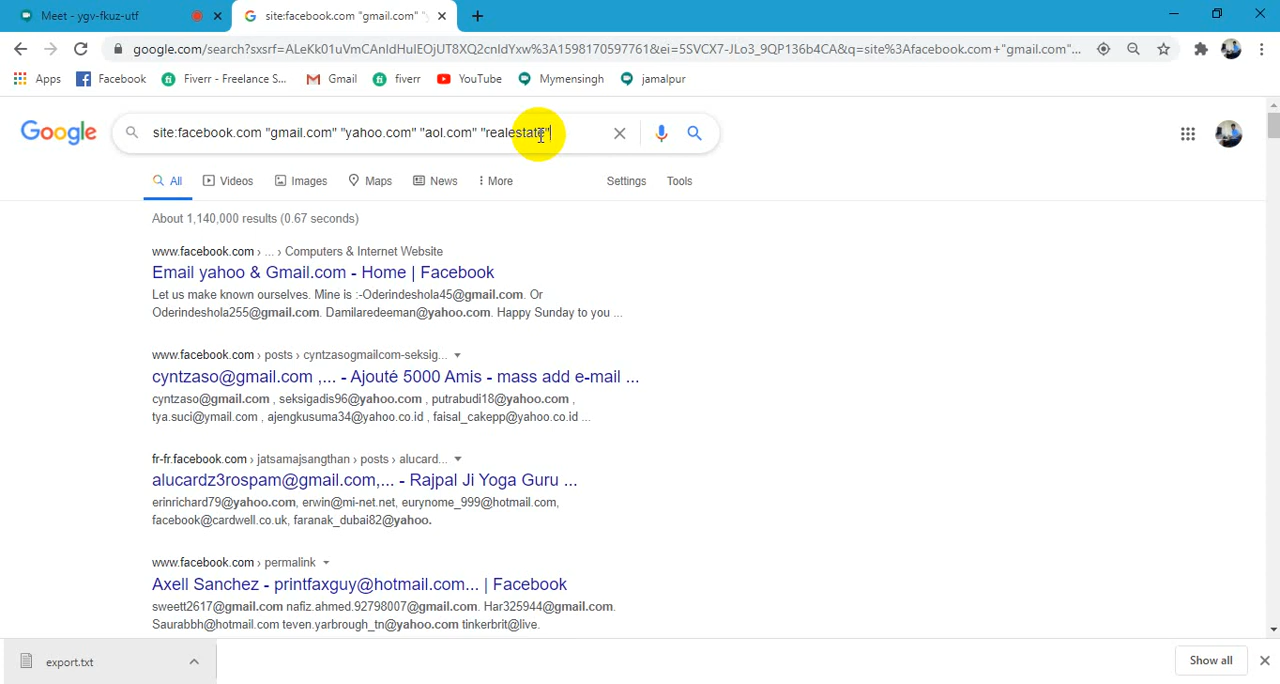 Meet - ygv-fkuz-utf
site:facebook.com "gmail.com" "y
google.com/search?sxsrf=ALeKk01uVmCAnIdHulEOjUT8XQ2cnIdYxw%3A1598170597761&ei=5SVCX7-JLo3_9QP136b4CA&q=site%3Afacebook.com+"gmail.com"...
Apps Facebook Fiverr - Freelance S... Gmail fiverr YouTube Mymensingh jamalpur
Google site:facebook.com "gmail.com" "yahoo.com" "aol.com" "realestate"
All Videos Images Maps News More Settings Tools
About 1,140,000 results (0.67 seconds)
www.facebook.com › ... › Computers & Internet Website
Email yahoo & Gmail.com - Home | Facebook
Let us make known ourselves. Mine is :-Oderindeshola45@gmail.com. Or
Oderindeshola255@gmail.com. Damilaredeeman@yahoo.com. Happy Sunday to you ...
www.facebook.com › posts › cyntzasogmailcom-seksig...
cyntzaso@gmail.com ,... - Ajouté 5000 Amis - mass add e-mail ...
cyntzaso@gmail.com , seksigadis96@yahoo.com , putrabudi18@yahoo.com ,
tya.suci@ymail.com , ajengkusuma34@yahoo.co.id , faisal_cakepp@yahoo.co.id ...
fr-fr.facebook.com › jatsamajsangthan › posts › alucard...
alucardz3rospam@gmail.com,... - Rajpal Ji Yoga Guru ...
erinrichard79@yahoo.com, erwin@mi-net.net, eurynome_999@hotmail.com,
facebook@cardwell.co.uk, faranak_dubai82@yahoo.
www.facebook.com › permalink
Axell Sanchez - printfaxguy@hotmail.com... | Facebook
sweett2617@gmail.com nafiz.ahmed.92798007@gmail.com. Har325944@gmail.com.
Saurabbh@hotmail.com teven.yarbrough_tn@yahoo.com tinkerbrit@live.
export.txt
Show all